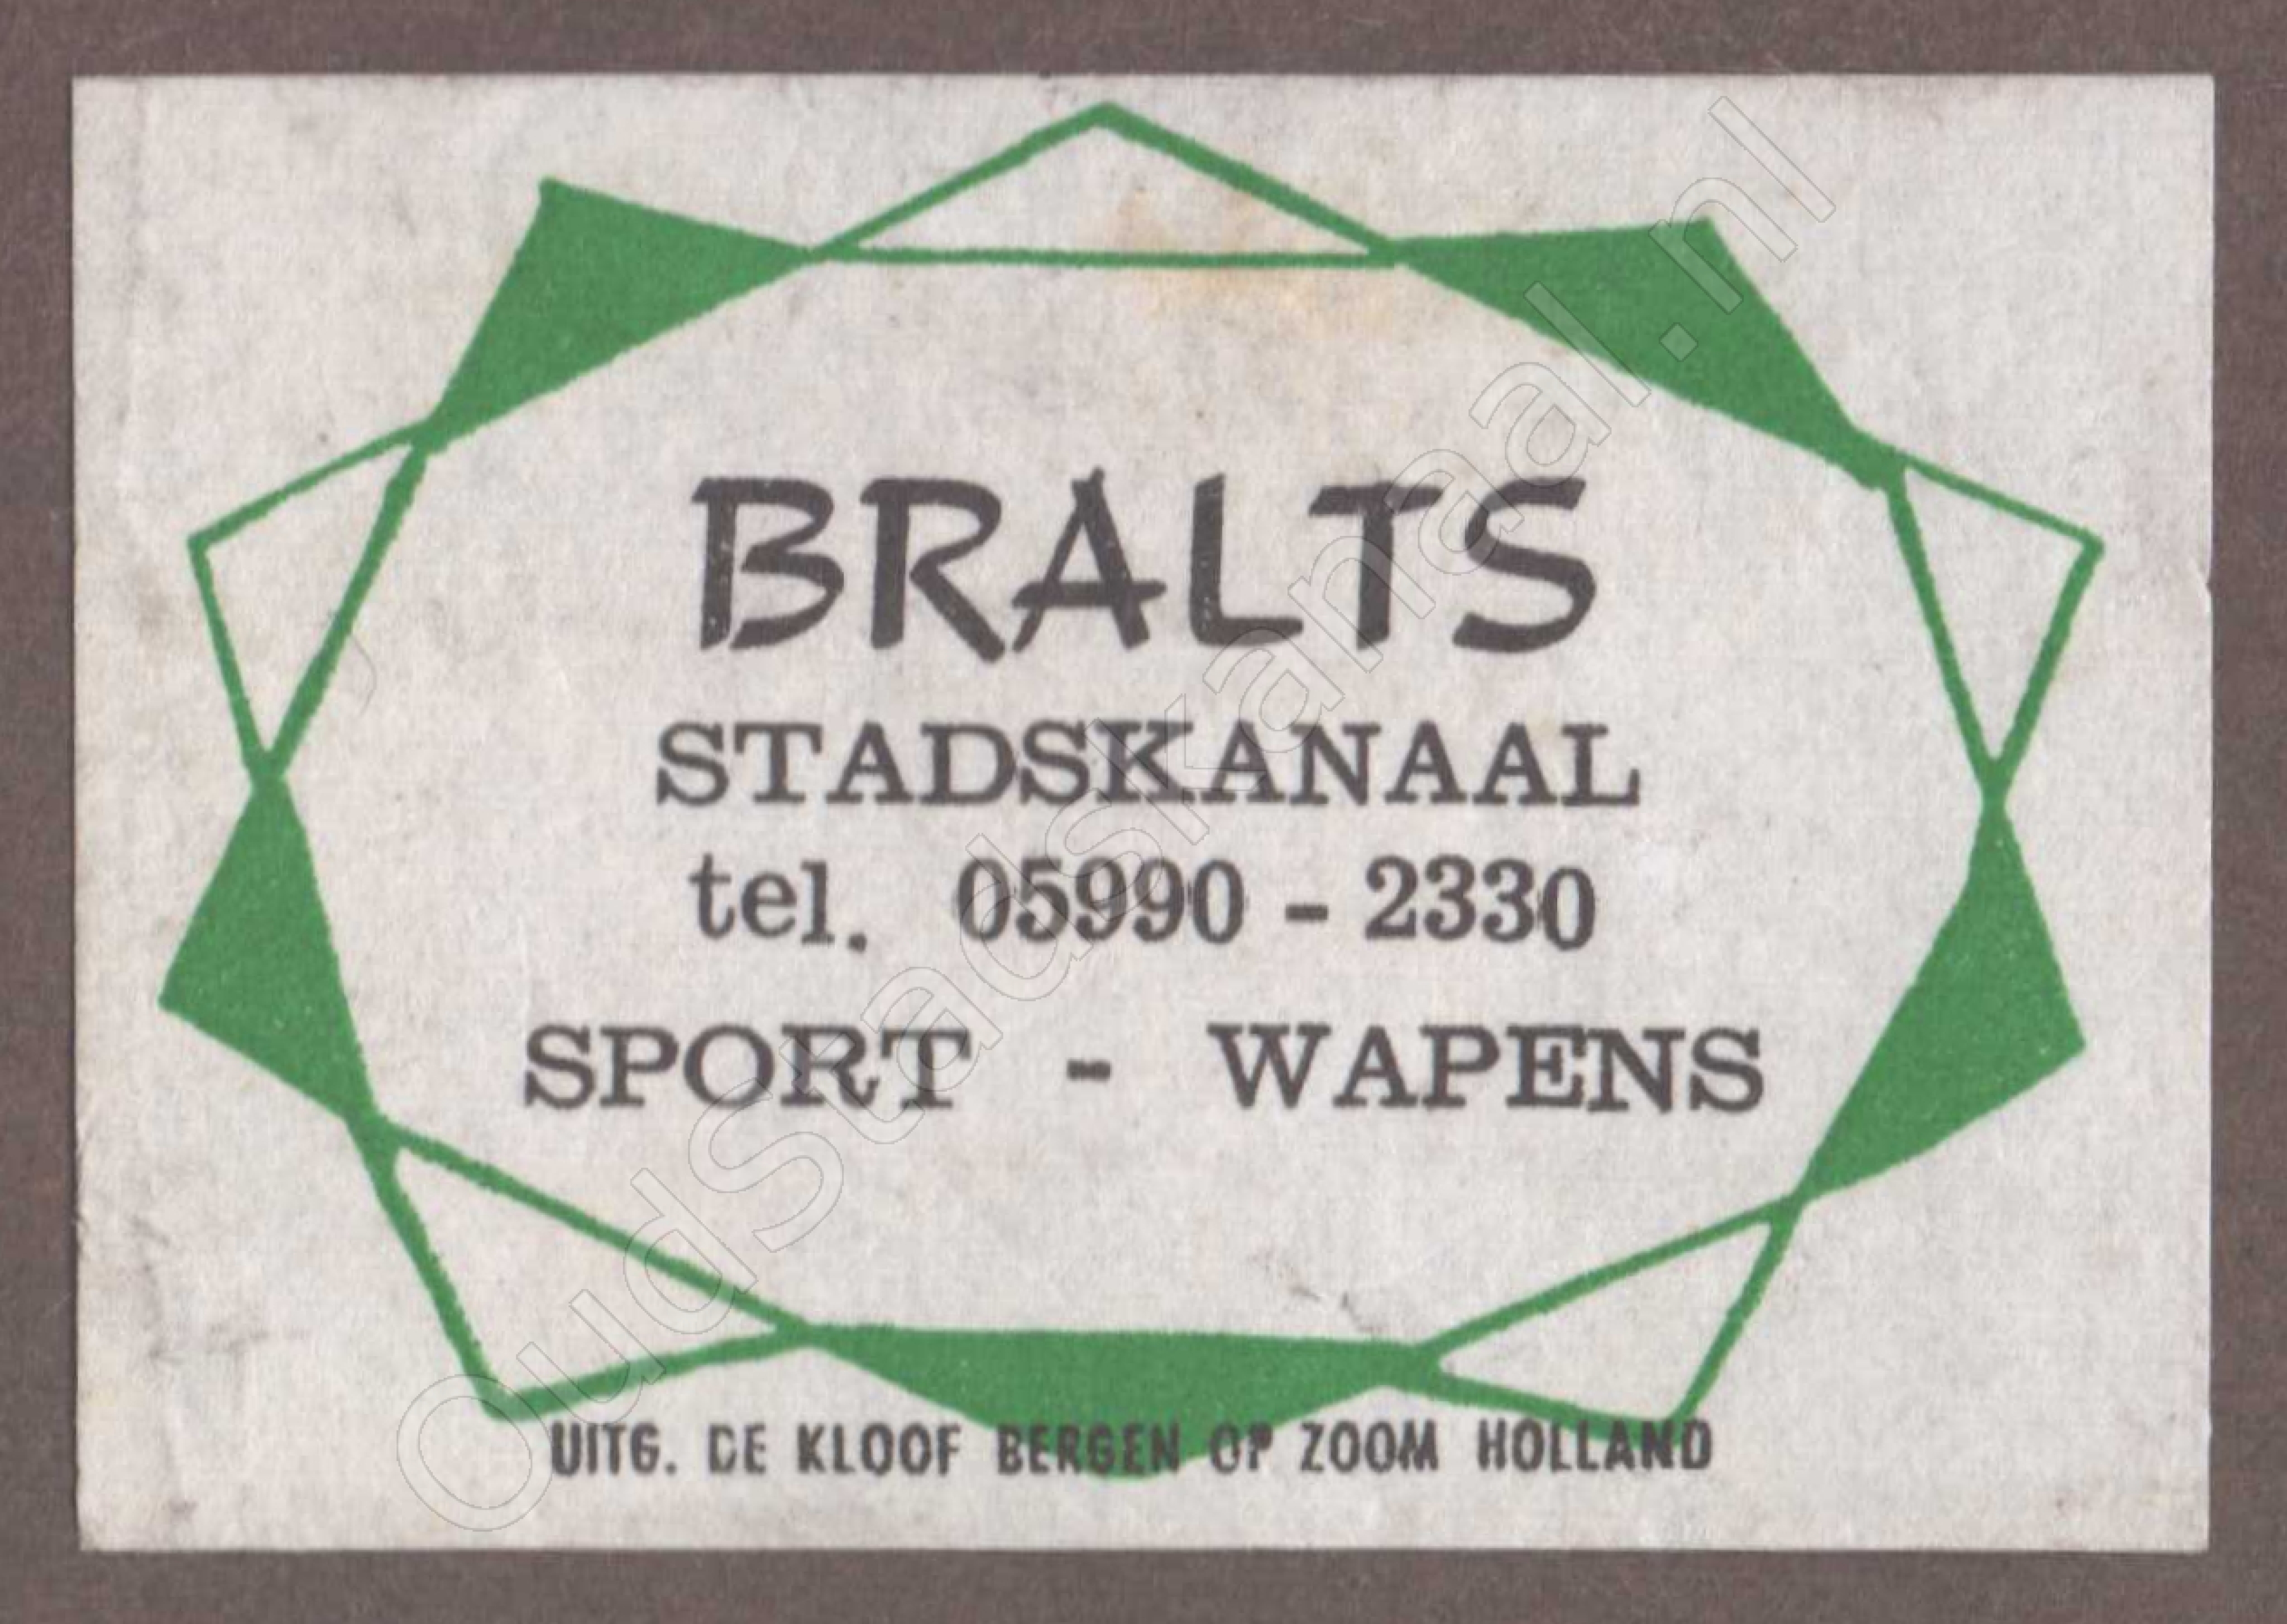 BRALTS
STADSKANAAL
tel. 05990 - 2330
SPORT - WAPENS
UITG. DE KLOOF BERGEN OP ZOOM HOLLAND
OudStadskanaal.nl